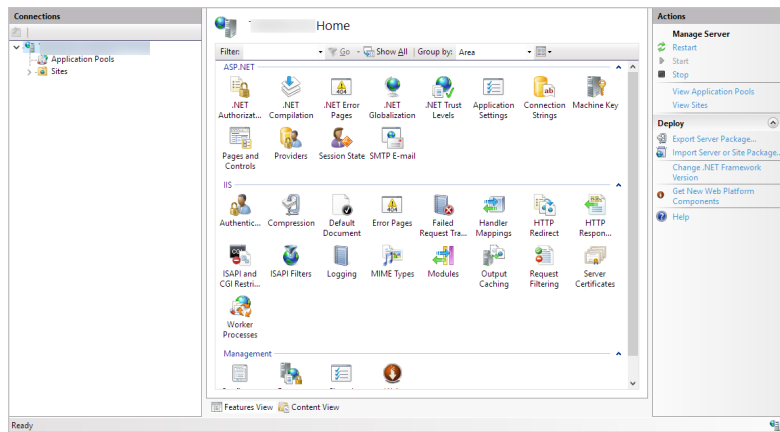 Connections
Application Pools
Sites
Home
Filter:
Go
Show All
Group by: Area
ASP.NET
.NET Authorizat...
.NET Compilation
.NET Error Pages
.NET Globalization
.NET Trust Levels
Application Settings
Connection Strings
Machine Key
Pages and Controls
Providers
Session State
SMTP E-mail
IIS
Authentic...
Compression
Default Document
Error Pages
Failed Request Tra...
Handler Mappings
HTTP Redirect
HTTP Respon...
ISAPI and CGI Restri...
ISAPI Filters
Logging
MIME Types
Modules
Output Caching
Request Filtering
Server Certificates
Worker Processes
Management
Features View
Content View
Ready
Actions
Manage Server
Restart
Start
Stop
View Application Pools
View Sites
Deploy
Export Server Package...
Import Server or Site Package...
Change .NET Framework
Version
Get New Web Platform
Components
Help